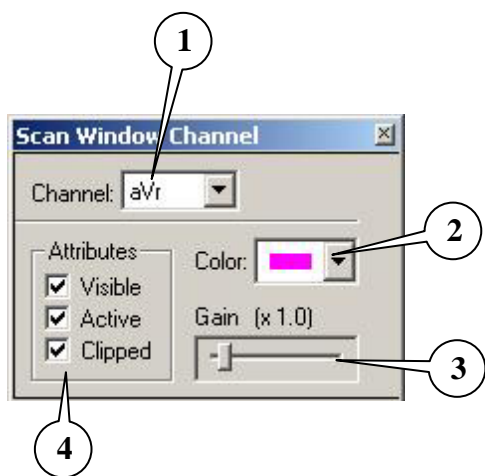 1
Scan Window Channel
Channel: aVr
2
Attributes
Color:
Visible
Active
Gain (x 1.0)
Clipped
3
4